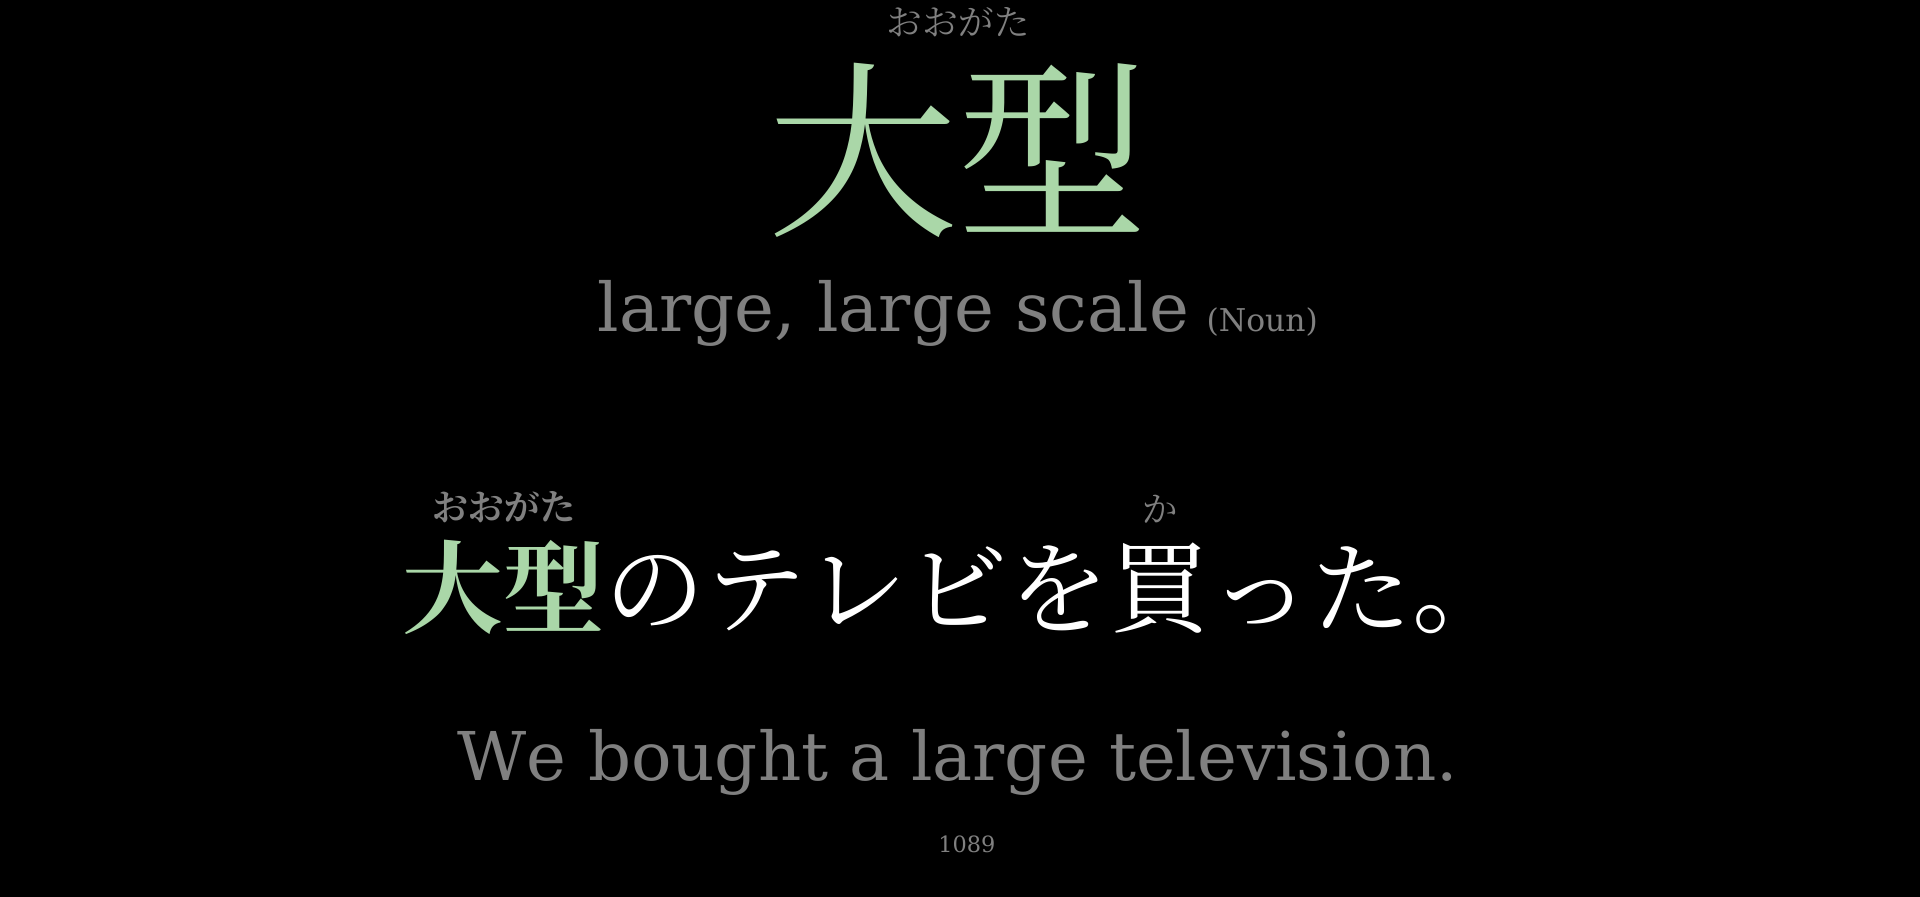 おおがた
大型
large, large scale (Noun)
おおがた か
大型のテレビを買った。
We bought a large television.
1089